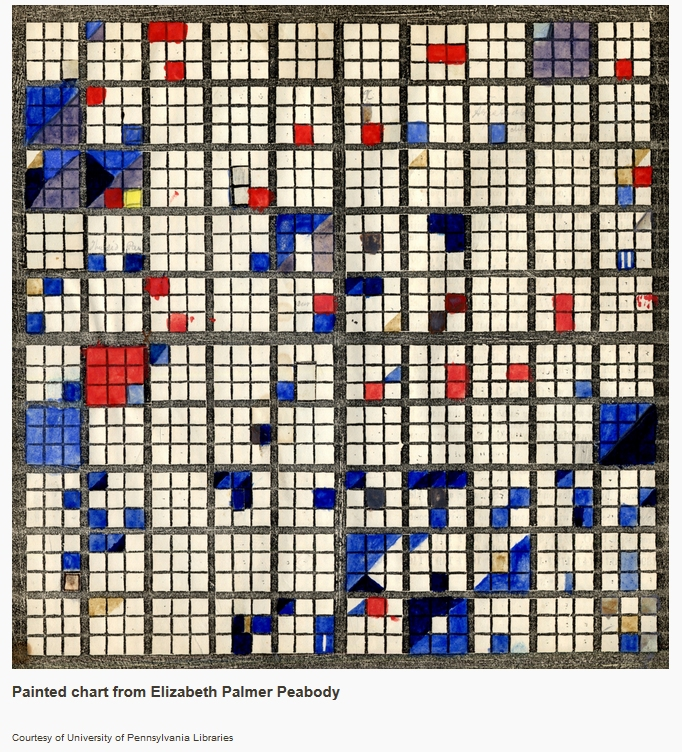 Painted chart from Elizabeth Palmer Peabody
Courtesy of University of Pennsylvania Libraries